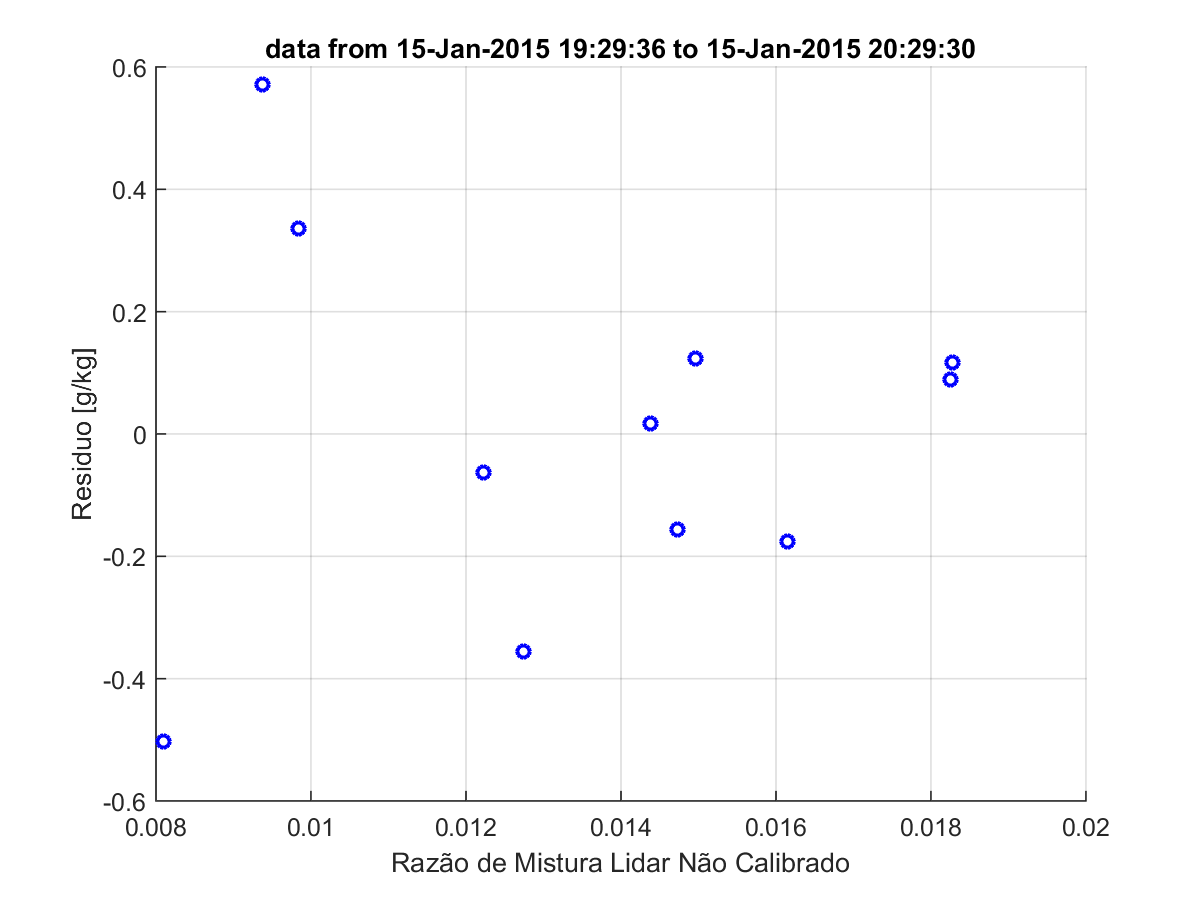 data from 15-Jan-2015 19:29:36 to 15-Jan-2015 20:29:30
0.6
0.4
0.2
0
-0.2
-0.4
-0.6
Residuo [g/kg]
0.008 0.01 0.012 0.014 0.016 0.018 0.02
Razão de Mistura Lidar Não Calibrado